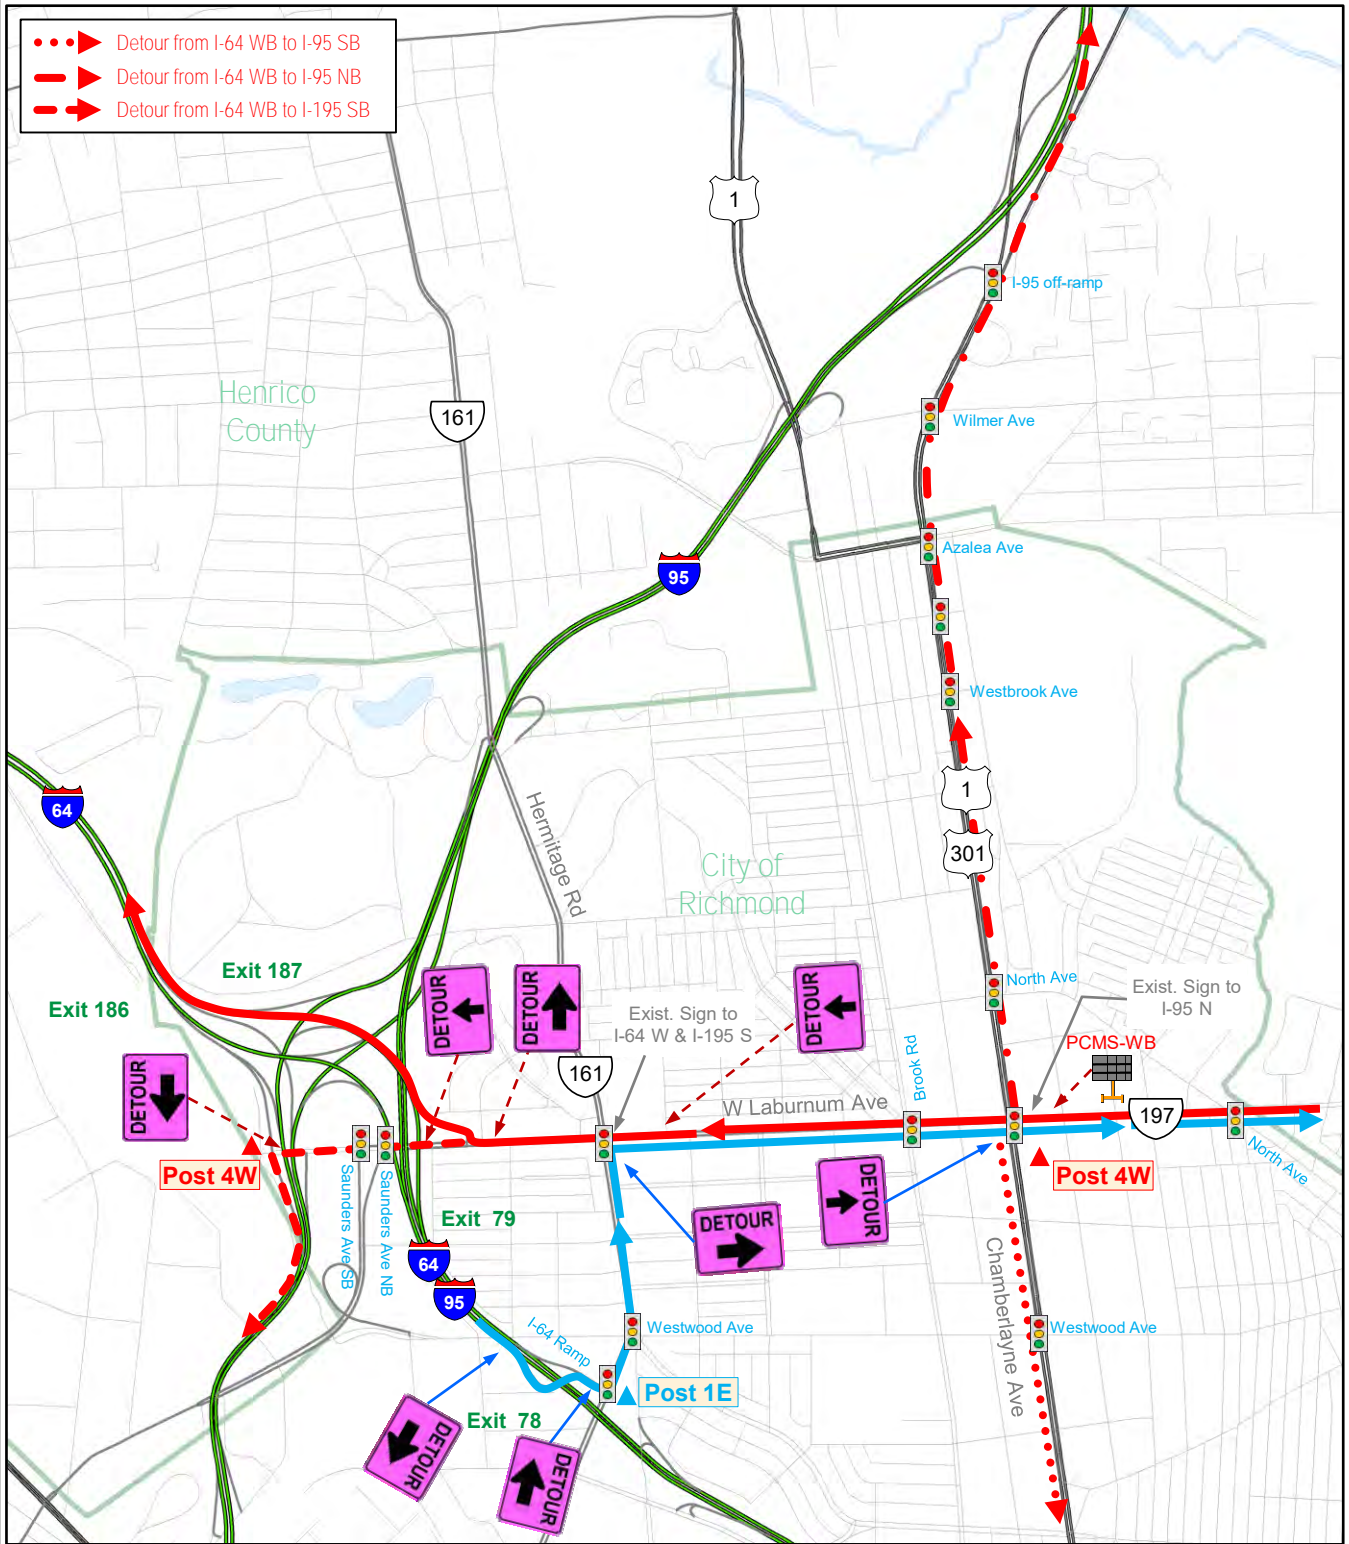 Detour from I-64 WB to I-95 SB
Detour from I-64 WB to I-95 NB
Detour from I-64 WB to I-195 SB
1
I-95 off-ramp
Henrico
County
161
Wilmer Ave
Azalea Ave
95
Westbrook Ave
64
1
301
Hermitage Rd
City of
Richmond
Exit 187
Exit 186
DETOUR
DETOUR
DETOUR
North Ave
Exist. Sign to
I-64 W & I-195 S
Exist. Sign to
I-95 N
PCMS-WB
161
DETOUR
Brook Rd
W Laburnum Ave
197
Post 4W
Post 4W
North Ave
Saunders Ave SB
Saunders Ave NB
Exit 79
DETOUR
DETOUR
64
95
Chamberlayne Ave
I-64 Ramp
Westwood Ave
Westwood Ave
Post 1E
Exit 78
DETOUR
DETOUR